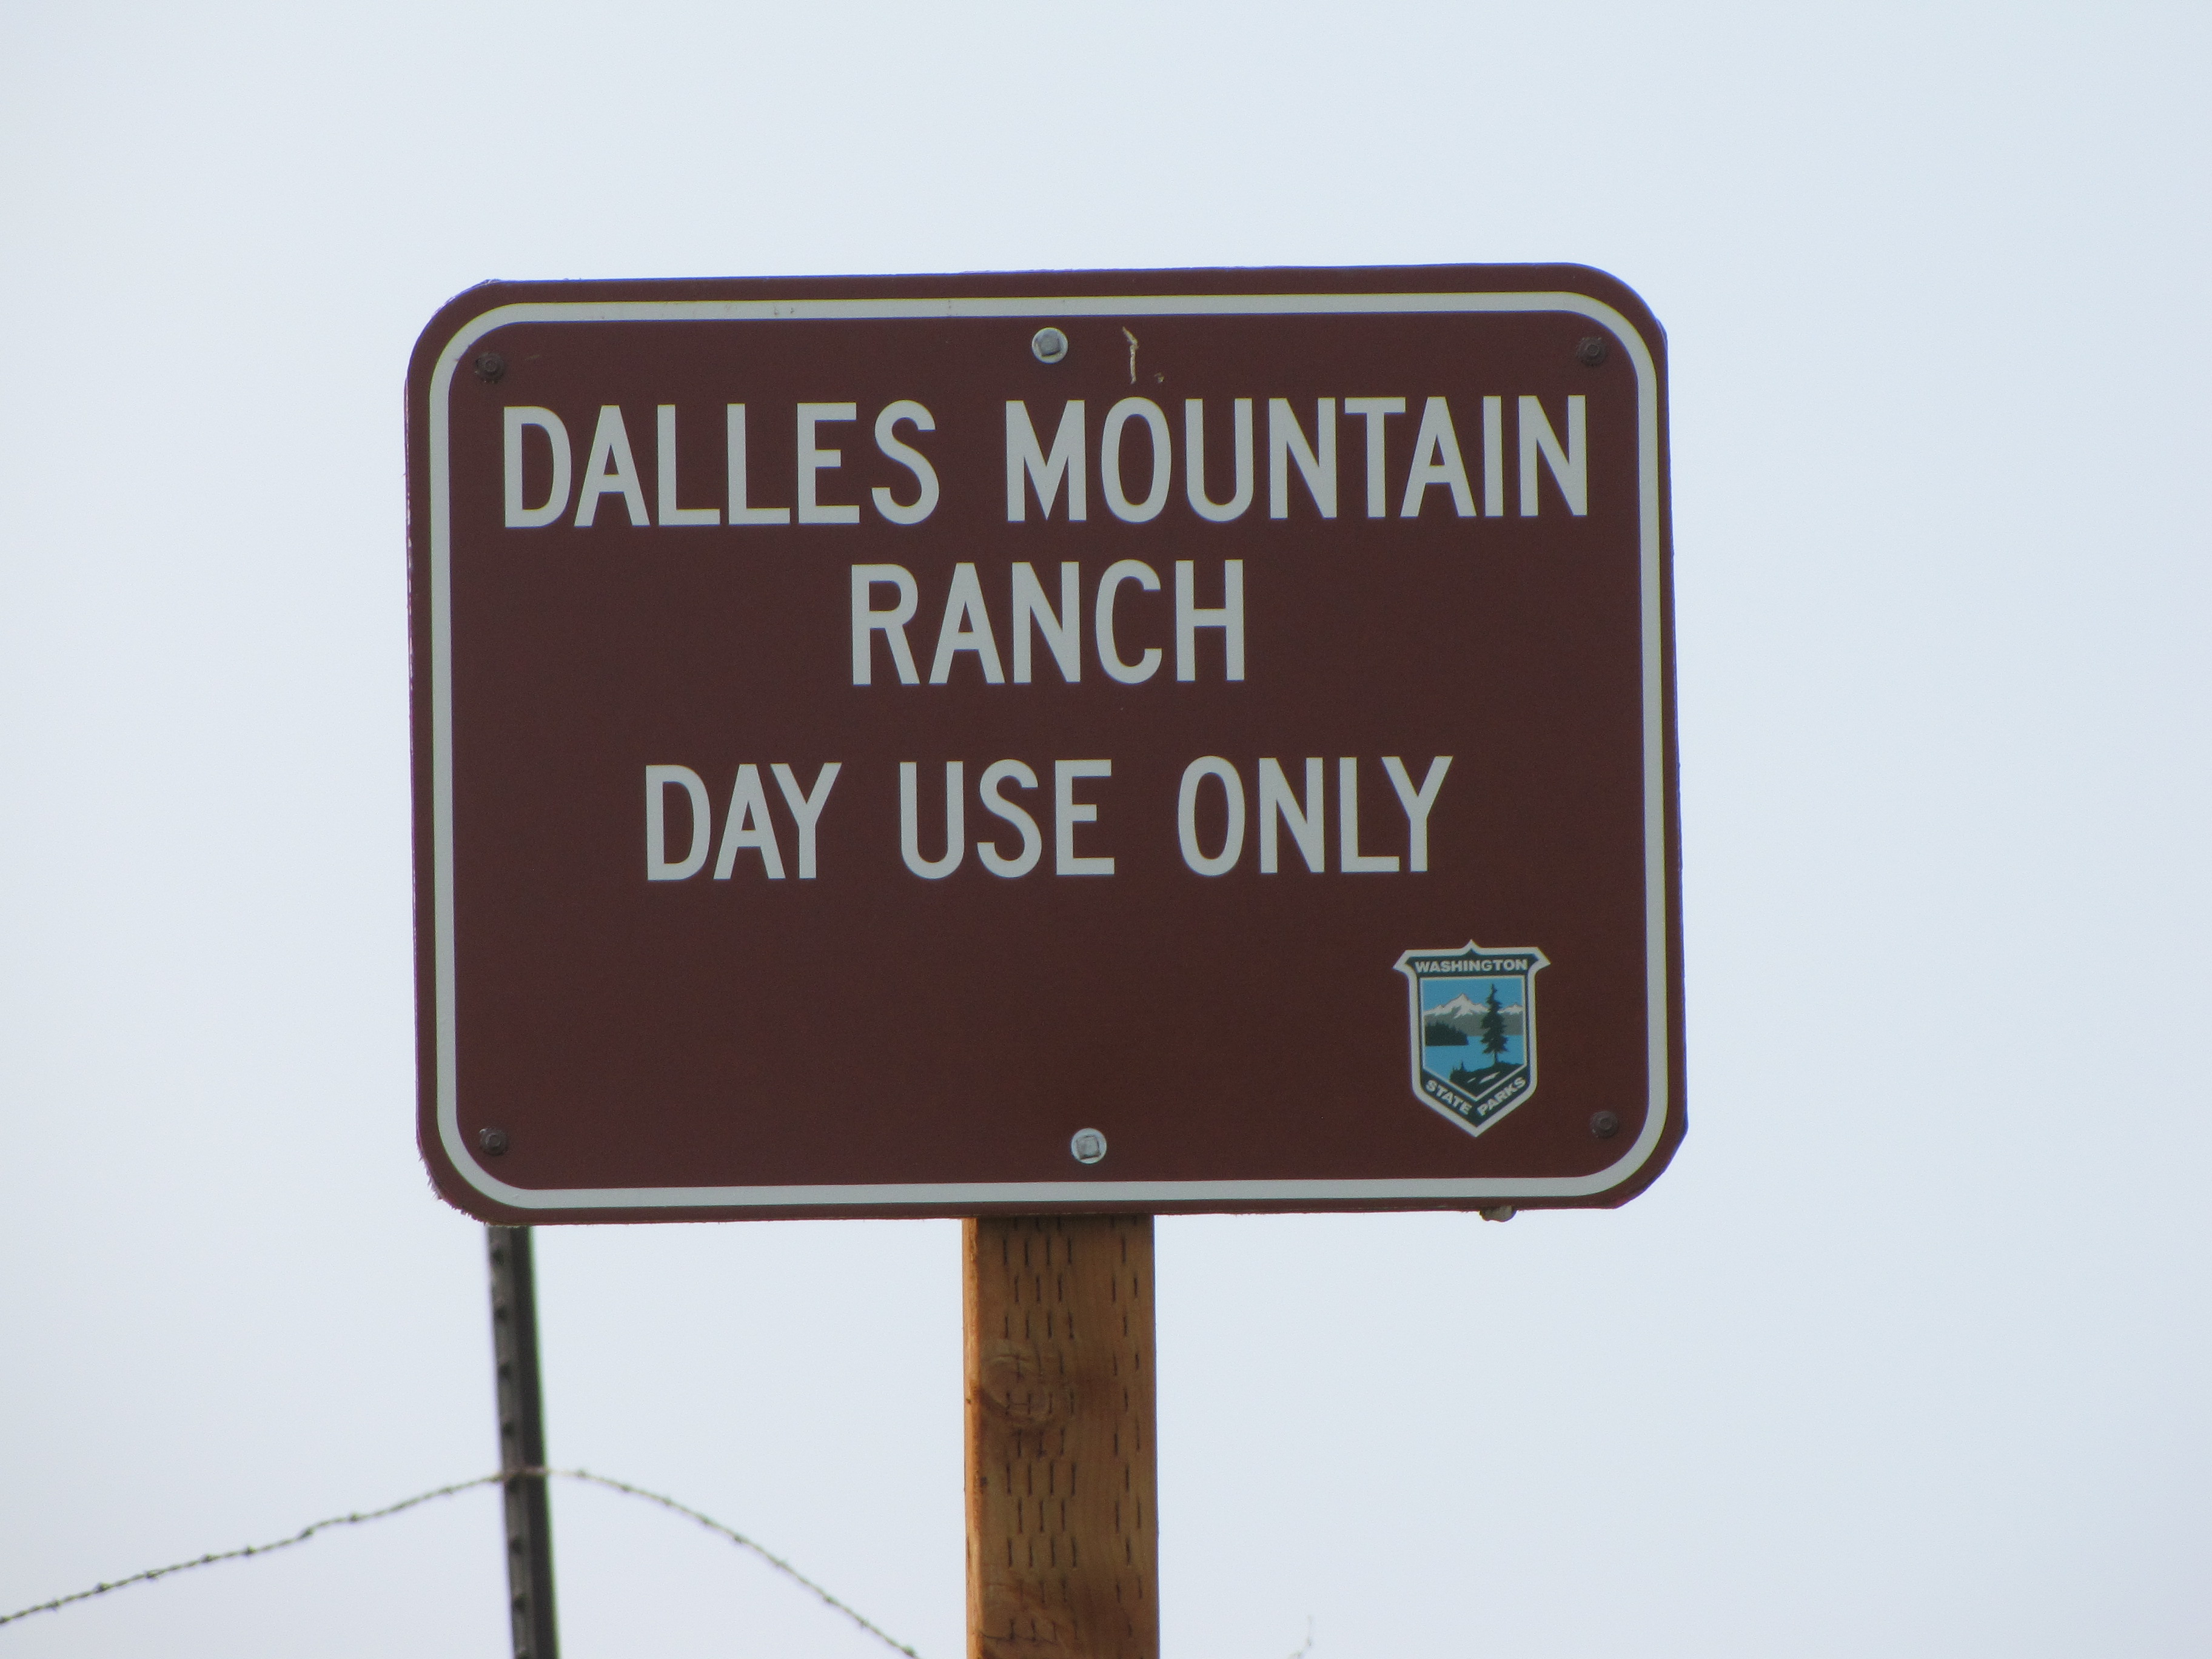 DALLES MOUNTAIN
RANCH
DAY USE ONLY
WASHINGTON
STATE PARKS